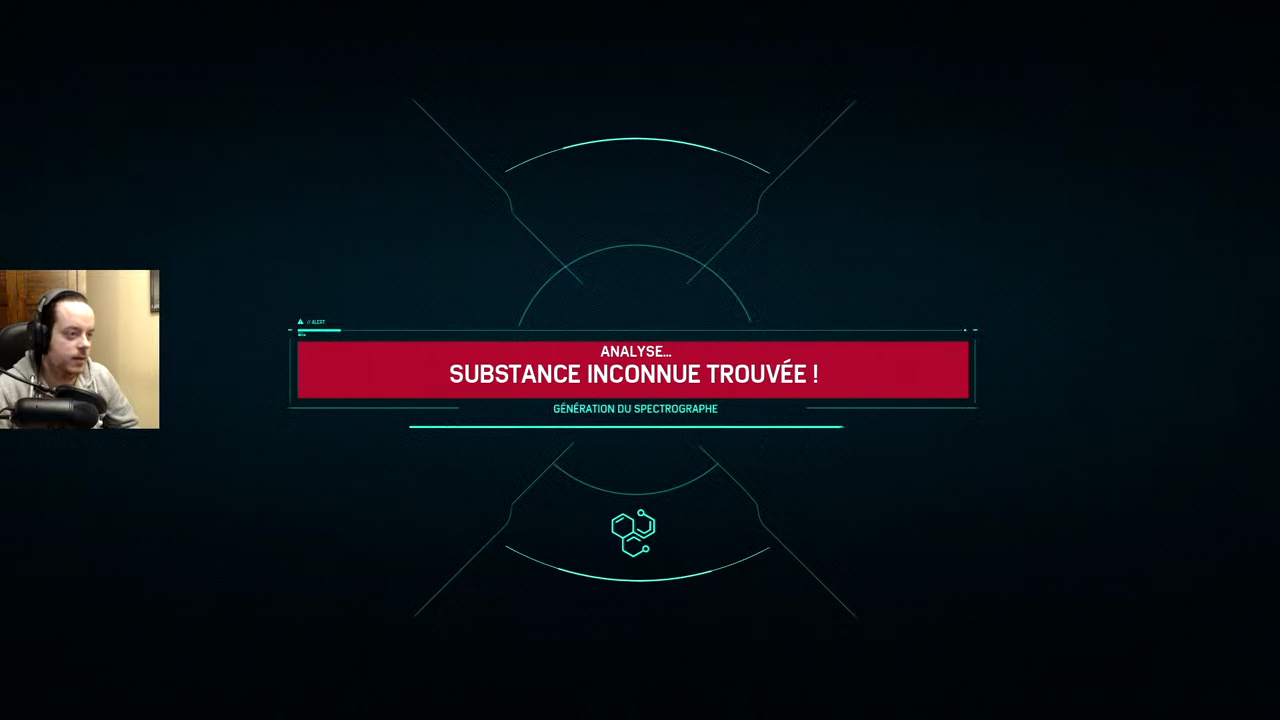 // ALERT
ANALYSE...
SUBSTANCE INCONNUE TROUVÉE !
GÉNÉRATION DU SPECTROGRAPHE